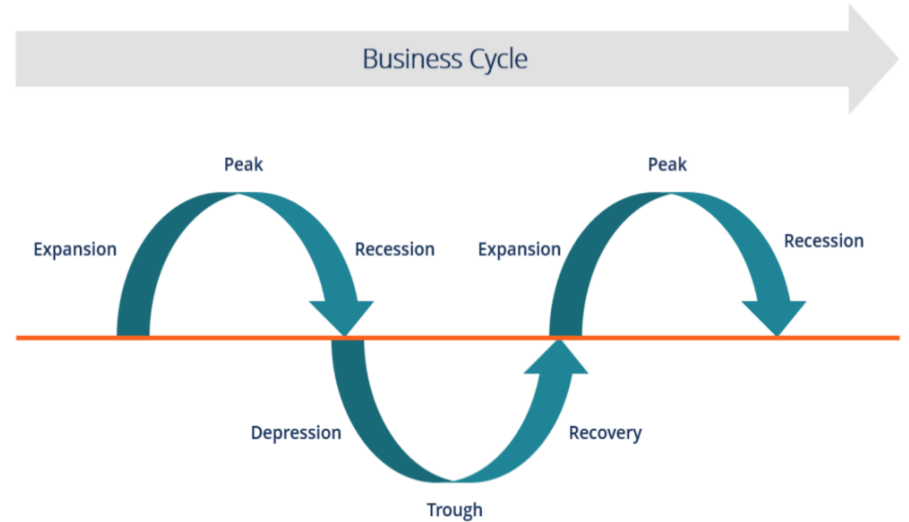 Business Cycle
Peak
Peak
Expansion
Recession
Expansion
Recession
Depression
Recovery
Trough